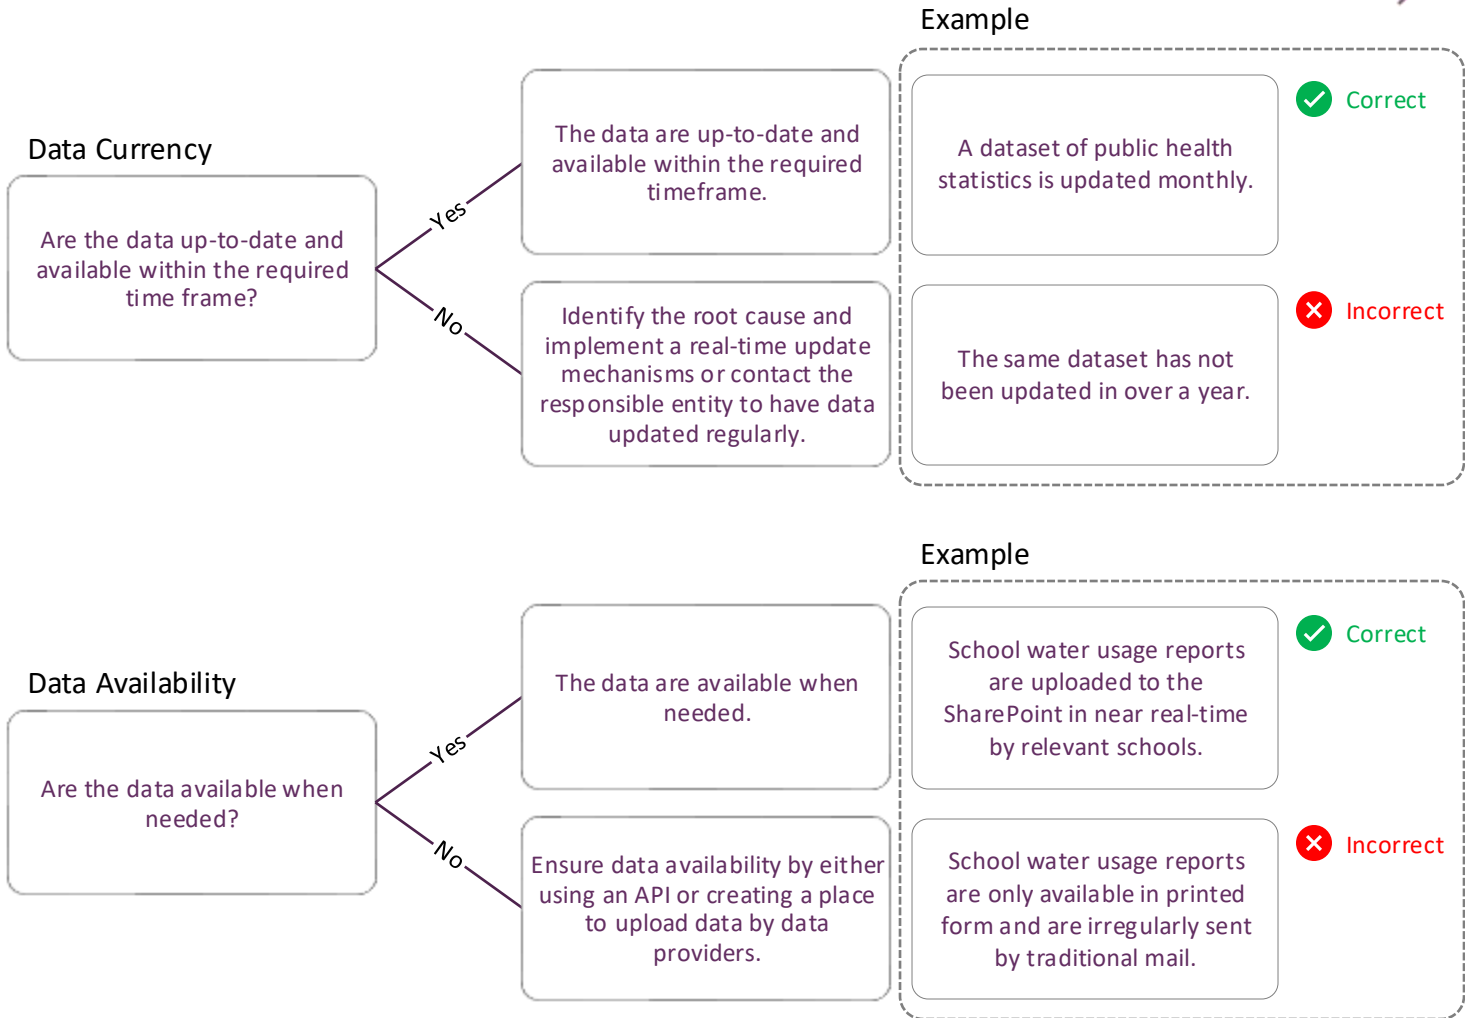 Example
Data Currency
Are the data up-to-date and
available within the required
time frame?
Yes
No
The data are up-to-date and
available within the required
timeframe.
Identify the root cause and
implement a real-time update
mechanisms or contact the
responsible entity to have data
updated regularly.
A dataset of public health
statistics is updated monthly.
Correct
The same dataset has not
been updated in over a year.
Incorrect
Example
Data Availability
Are the data available when
needed?
Yes
No
The data are available when
needed.
Ensure data availability by either
using an API or creating a place
to upload data by data
providers.
School water usage reports
are uploaded to the
SharePoint in near real-time
by relevant schools.
Correct
School water usage reports
are only available in printed
form and are irregularly sent
by traditional mail.
Incorrect